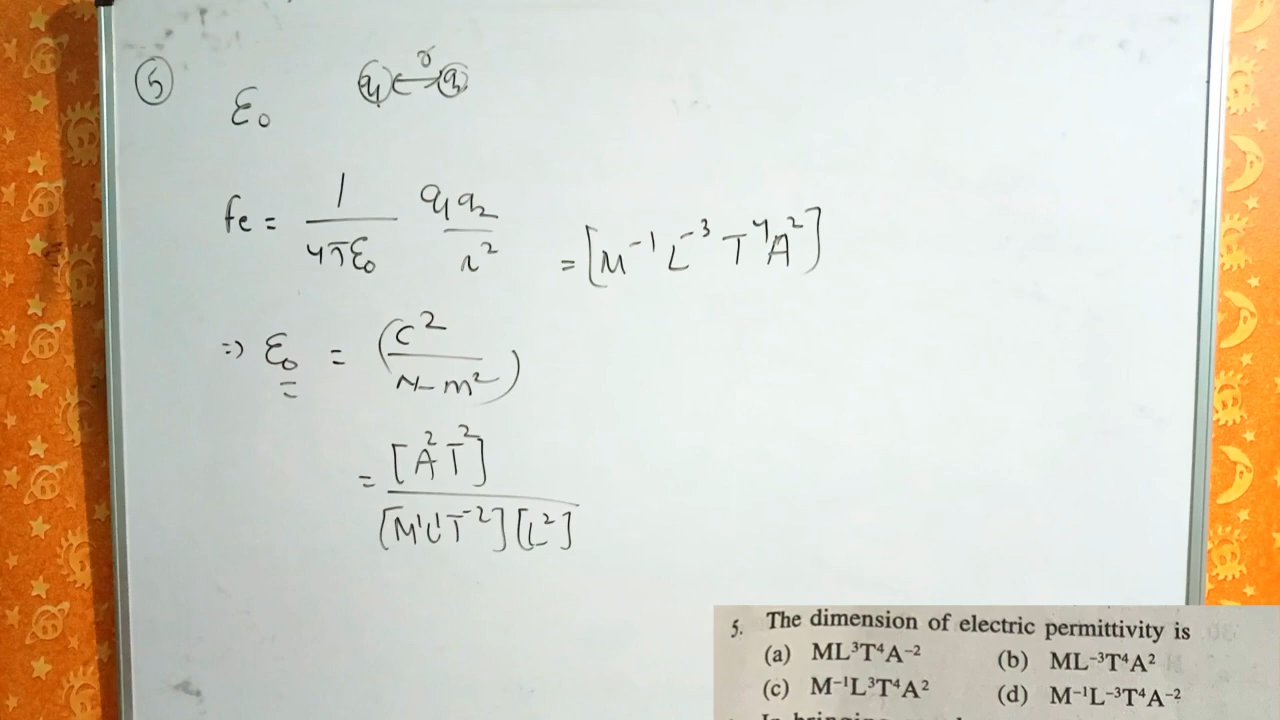 5
ε₀ q₁ ↔ q₂ r
Fe = 1/4πε₀ q₁q₂/r² = [M⁻¹ L⁻³ T⁴ A²]
⇒ ε₀ = (C²/N-m²)
= [A² T²]/[M¹L¹T⁻²][L²]
5. The dimension of electric permittivity is
(a) ML³T⁴A⁻² (b) ML⁻³T⁴A²
(c) M⁻¹L³T⁴A² (d) M⁻¹L⁻³T⁴A⁻²